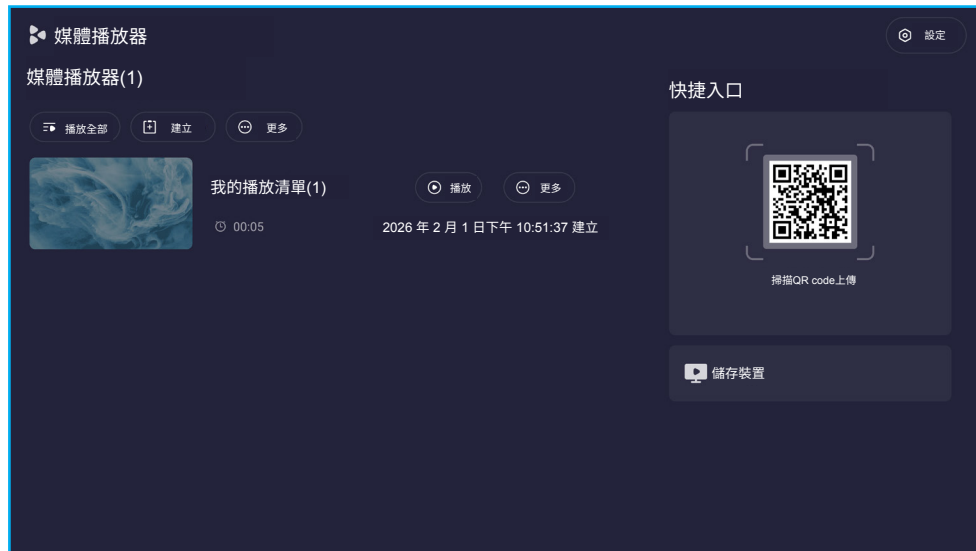 媒體播放器
設定
媒體播放器(1)
播放全部
建立
更多
我的播放清單(1)
播放
更多
00:05
2026 年 2 月 1 日下午 10:51:37 建立
快捷入口
掃描QR code上傳
儲存裝置